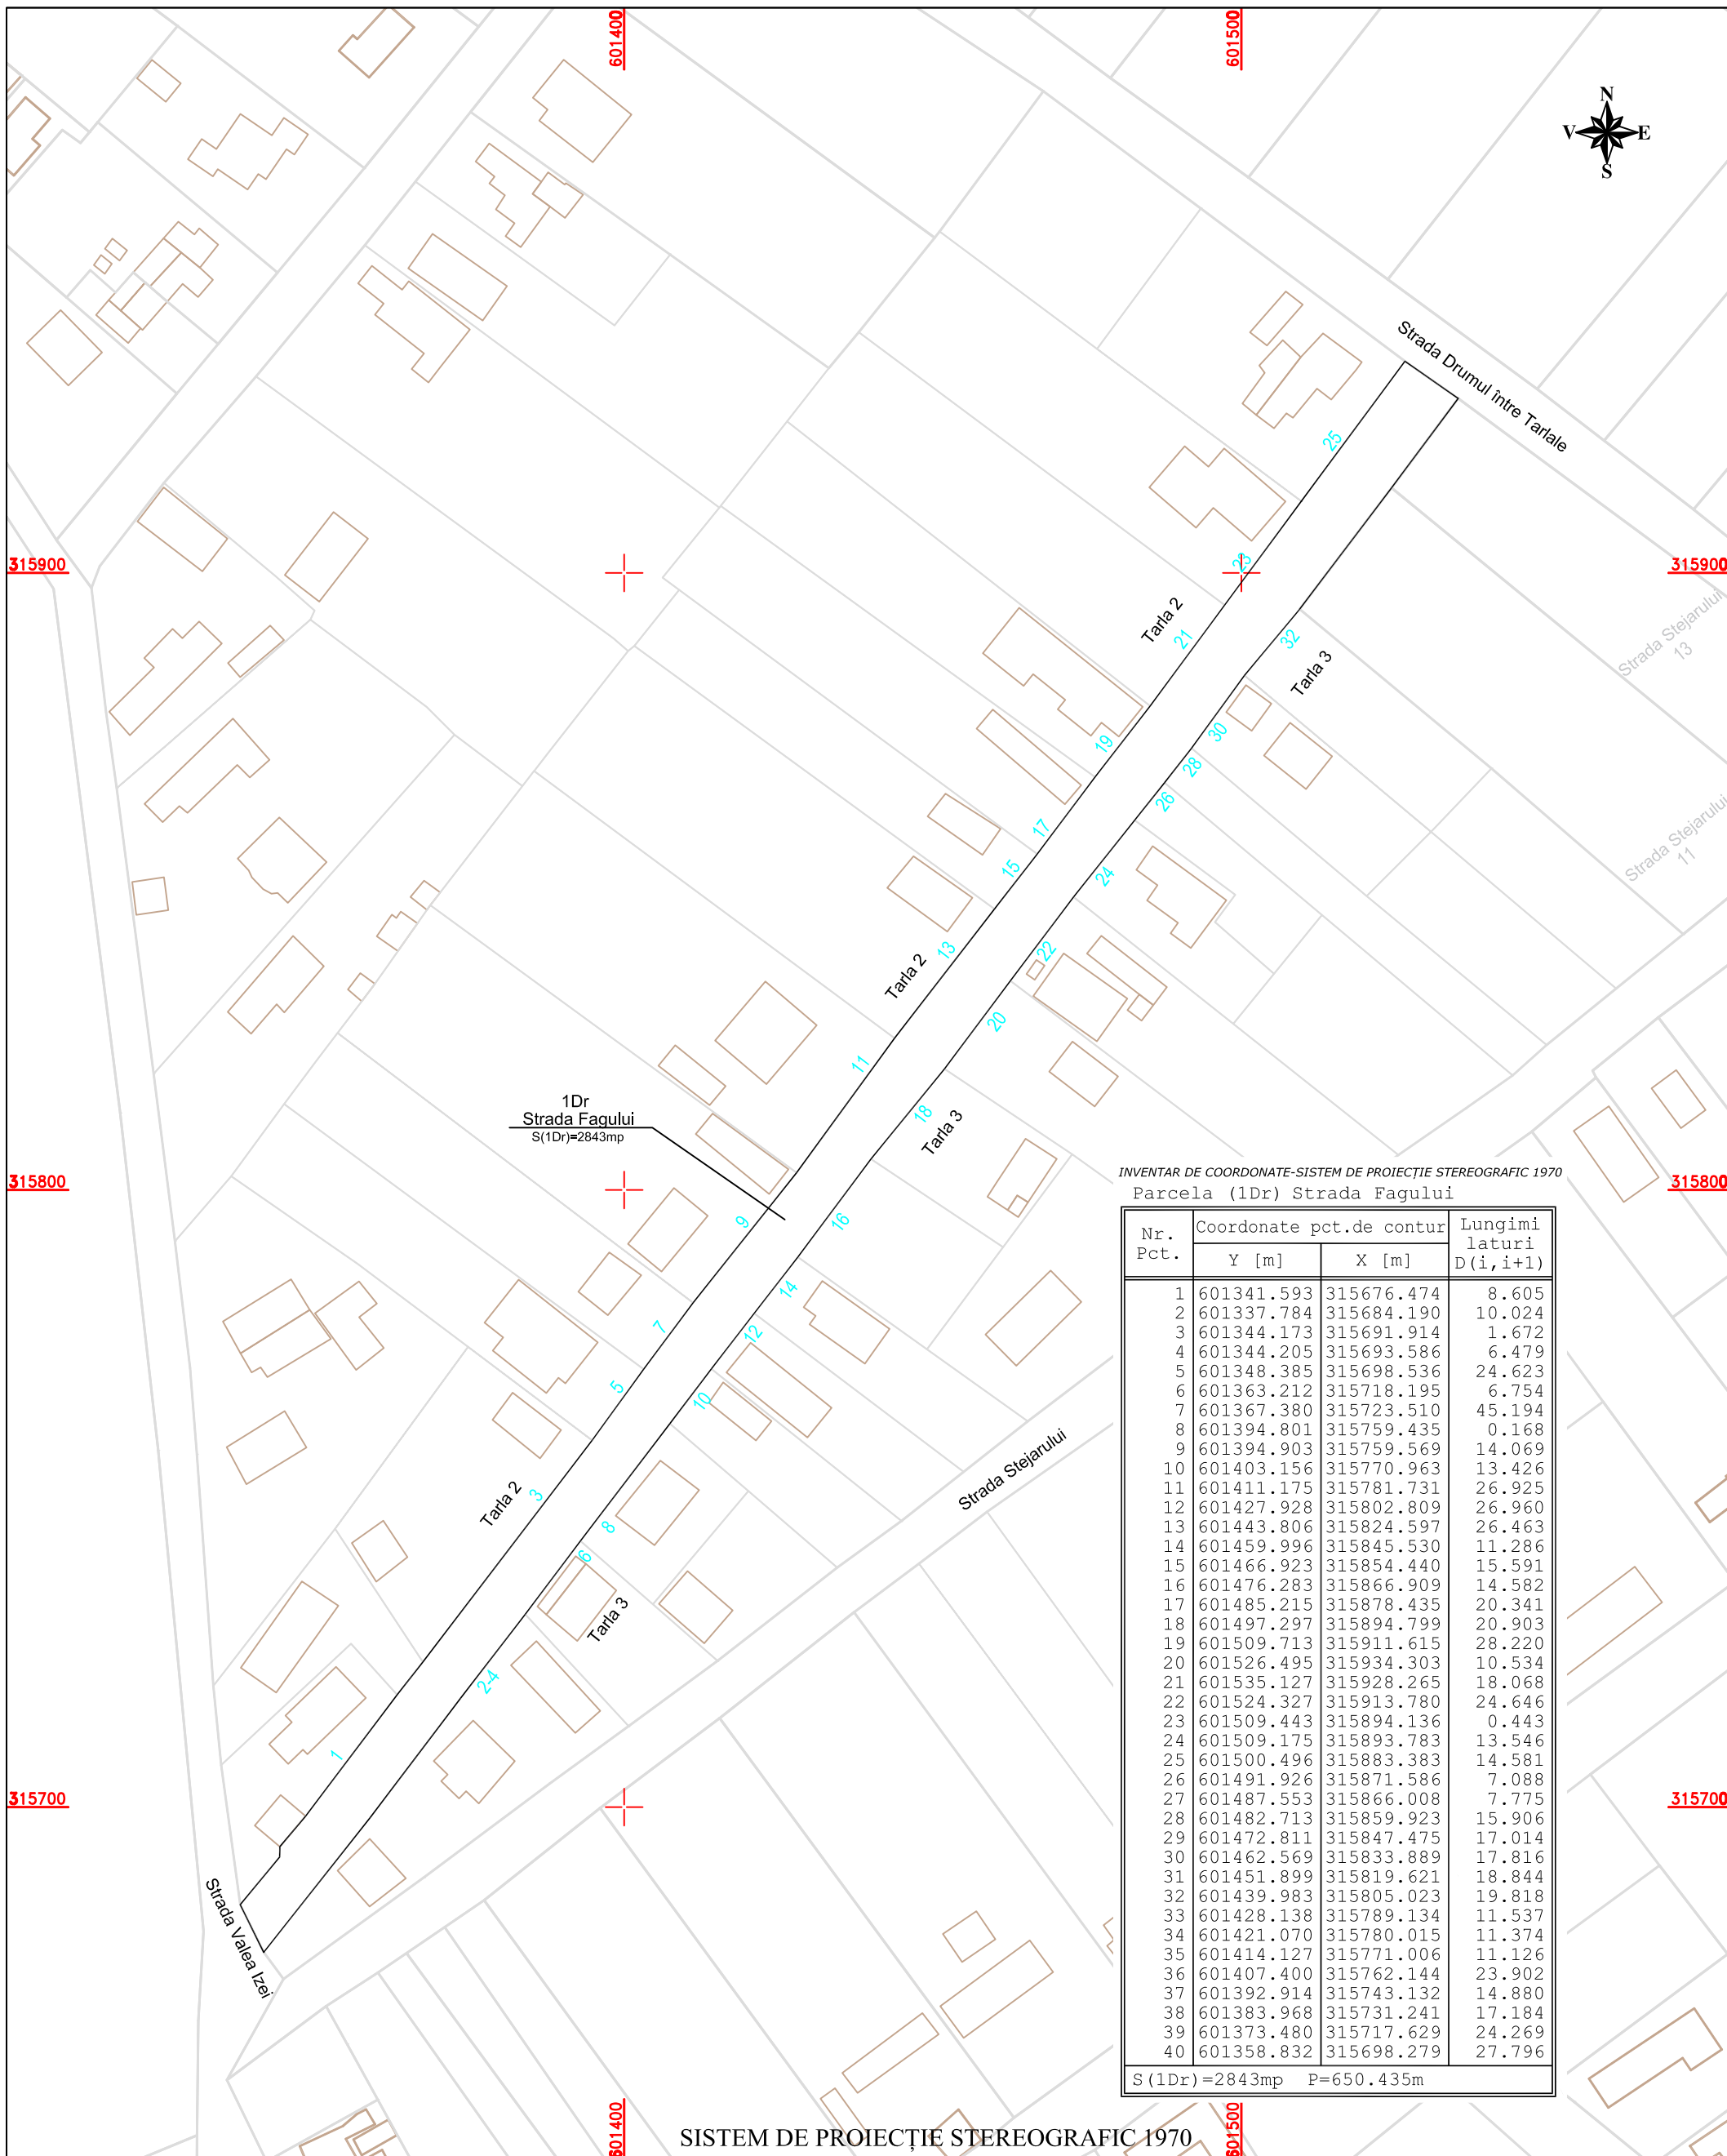 601400
601500
N
V E
S
Strada Drumul între Tarlale
25
315900
23
315900
Strada Stejarului
13
Tarla 2
21
32
Tarla 3
19
30
28
26
17
Strada Stejarului
11
15
24
13
22
Tarla 2
20
11
1Dr
Strada Fagului
S(1Dr)=2843mp
18
Tarla 3
315800
315800
9
16
14
7
12
5
10
Strada Stejarului
Tarla 2
3
8
6
Tarla 3
2-4
1
315700
315700
Strada Valea Izei
INVENTAR DE COORDONATE-SISTEM DE PROIECȚIE STEREOGRAFIC 1970
Parcela (1Dr) Strada Fagului
Nr. Pct. Coordonate pct.de contur Lungimi laturi D(i,i+1)
Y [m] X [m]
1 601341.593 315676.474 8.605
2 601337.784 315684.190 10.024
3 601344.173 315691.914 1.672
4 601344.205 315693.586 6.479
5 601348.385 315698.536 24.623
6 601363.212 315718.195 6.754
7 601367.380 315723.510 45.194
8 601394.801 315759.435 0.168
9 601394.903 315759.569 14.069
10 601403.156 315770.963 13.426
11 601411.175 315781.731 26.925
12 601427.928 315802.809 26.960
13 601443.806 315824.597 26.463
14 601459.996 315845.530 11.286
15 601466.923 315854.440 15.591
16 601476.283 315866.909 14.582
17 601485.215 315878.435 20.341
18 601497.297 315894.799 20.903
19 601509.713 315911.615 28.220
20 601526.495 315934.303 10.534
21 601535.127 315928.265 18.068
22 601524.327 315913.780 24.646
23 601509.443 315894.136 0.443
24 601509.175 315893.783 13.546
25 601500.496 315883.383 14.581
26 601491.926 315871.586 7.088
27 601487.553 315866.008 7.775
28 601482.713 315859.923 15.906
29 601472.811 315847.475 17.014
30 601462.569 315833.889 17.816
31 601451.899 315819.621 18.844
32 601439.983 315805.023 19.818
33 601428.138 315789.134 11.537
34 601421.070 315780.015 11.374
35 601414.127 315771.006 11.126
36 601407.400 315762.144 23.902
37 601392.914 315743.132 14.880
38 601383.968 315731.241 17.184
39 601373.480 315717.629 24.269
40 601358.832 315698.279 27.796
S(1Dr)=2843mp P=650.435m
601400
601500
SISTEM DE PROIECȚIE STEREOGRAFIC 1970